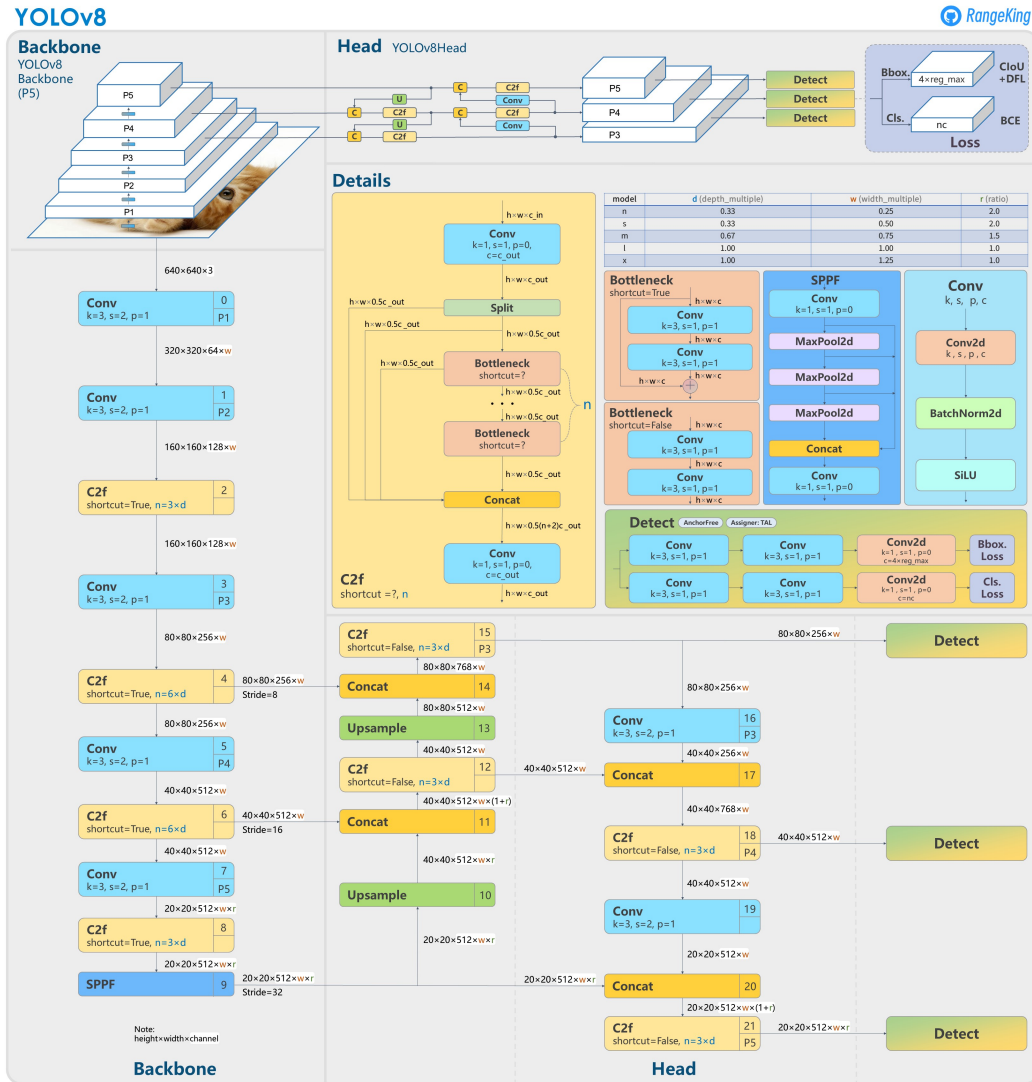 YOLOv8
RangeKing
Backbone
YOLOv8
Backbone
(P5)
P5
P4
P3
P2
P1
Head YOLOv8Head
C
C2f
U
Conv
C
C2f
C
C2f
U
Conv
C
C2f
P5
P4
P3
Detect
Detect
Detect
Bbox.
4×reg_max
CIoU
+DFL
Cls.
nc
BCE
Loss
Details
h×w×c_in
Conv
k=1, s=1, p=0,
c=c_out
h×w×c_out
h×w×0.5c_out
Split
h×w×0.5c_out
h×w×0.5c_out
h×w×0.5c_out
Bottleneck
shortcut=?
h×w×0.5c_out
• • •
n
h×w×0.5c_out
Bottleneck
shortcut=?
h×w×0.5c_out
Concat
h×w×0.5(n+2)c_out
Conv
k=1, s=1, p=0,
c=c_out
C2f
shortcut =?, n
h×w×c_out
model d (depth_multiple) w (width_multiple) r (ratio)
n 0.33 0.25 2.0
s 0.33 0.50 2.0
m 0.67 0.75 1.5
l 1.00 1.00 1.0
x 1.00 1.25 1.0
Bottleneck
shortcut=True
h×w×c
Conv
k=3, s=1, p=1
h×w×c
Conv
k=3, s=1, p=1
h×w×c
h×w×c
+
h×w×c
Bottleneck
shortcut=False
h×w×c
Conv
k=3, s=1, p=1
h×w×c
Conv
k=3, s=1, p=1
h×w×c
SPPF
Conv
k=1, s=1, p=0
MaxPool2d
MaxPool2d
MaxPool2d
Concat
Conv
k=1, s=1, p=0
Conv
k, s, p, c
Conv2d
k, s, p, c
BatchNorm2d
SiLU
Detect AnchorFree Assigner: TAL
Conv
k=3, s=1, p=1
Conv
k=3, s=1, p=1
Conv2d
k=1, s=1, p=0
c=4×reg_max
Bbox.
Loss
Conv
k=3, s=1, p=1
Conv
k=3, s=1, p=1
Conv2d
k=1, s=1, p=0
c=nc
Cls.
Loss
640×640×3
Conv
k=3, s=2, p=1
0
P1
320×320×64×w
Conv
k=3, s=2, p=1
1
P2
160×160×128×w
C2f
shortcut=True, n=3×d
2
160×160×128×w
Conv
k=3, s=2, p=1
3
P3
80×80×256×w
C2f
shortcut=True, n=6×d
4
80×80×256×w
Stride=8
80×80×256×w
Conv
k=3, s=2, p=1
5
P4
40×40×512×w
C2f
shortcut=True, n=6×d
6
40×40×512×w
Stride=16
40×40×512×w
Conv
k=3, s=2, p=1
7
P5
20×20×512×w×r
C2f
shortcut=True, n=3×d
8
20×20×512×w×r
SPPF
9
20×20×512×w×r
Stride=32
Note:
height×width×channel
Backbone
C2f
shortcut=False, n=3×d
15
P3
80×80×768×w
Concat
14
80×80×512×w
Upsample
13
40×40×512×w
C2f
shortcut=False, n=3×d
12
40×40×512×w
40×40×512×w×(1+r)
Concat
11
40×40×512×w×r
Upsample
10
20×20×512×w×r
20×20×512×w×r
80×80×256×w
Detect
80×80×256×w
Conv
k=3, s=2, p=1
16
P3
40×40×256×w
Concat
17
40×40×768×w
C2f
shortcut=False, n=3×d
18
P4
40×40×512×w
Detect
40×40×512×w
Conv
k=3, s=2, p=1
19
20×20×512×w
Concat
20
20×20×512×w×(1+r)
C2f
shortcut=False, n=3×d
21
P5
20×20×512×w×r
Detect
Head